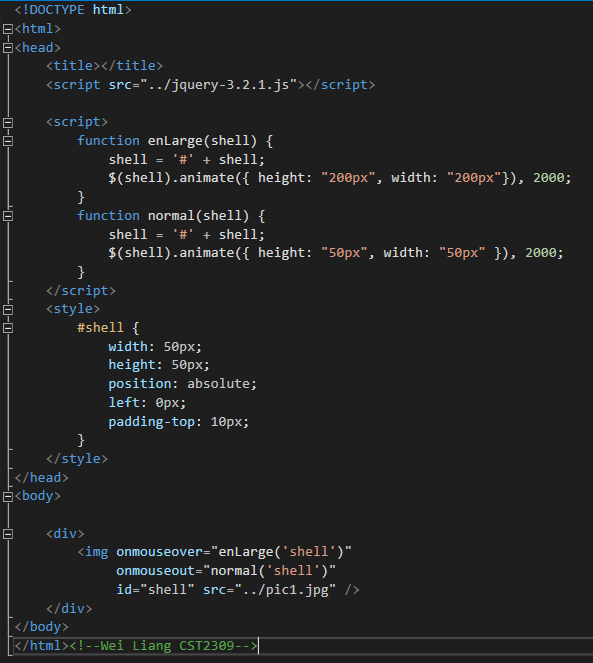 <!DOCTYPE html>
<html>
<head>
    <title></title>
    <script src="../jquery-3.2.1.js"></script>

    <script>
        function enLarge(shell) {
            shell = '#' + shell;
            $(shell).animate({ height: "200px", width: "200px"}), 2000;
        }
        function normal(shell) {
            shell = '#' + shell;
            $(shell).animate({ height: "50px", width: "50px" }), 2000;
        }
    </script>
    <style>
        #shell {
            width: 50px;
            height: 50px;
            position: absolute;
            left: 0px;
            padding-top: 10px;
        }
    </style>
</head>
<body>

    <div>
        <img onmouseover="enLarge('shell')"
             onmouseout="normal('shell')"
             id="shell" src="../pic1.jpg" />
    </div>
</body>
</html><!--Wei Liang CST2309-->